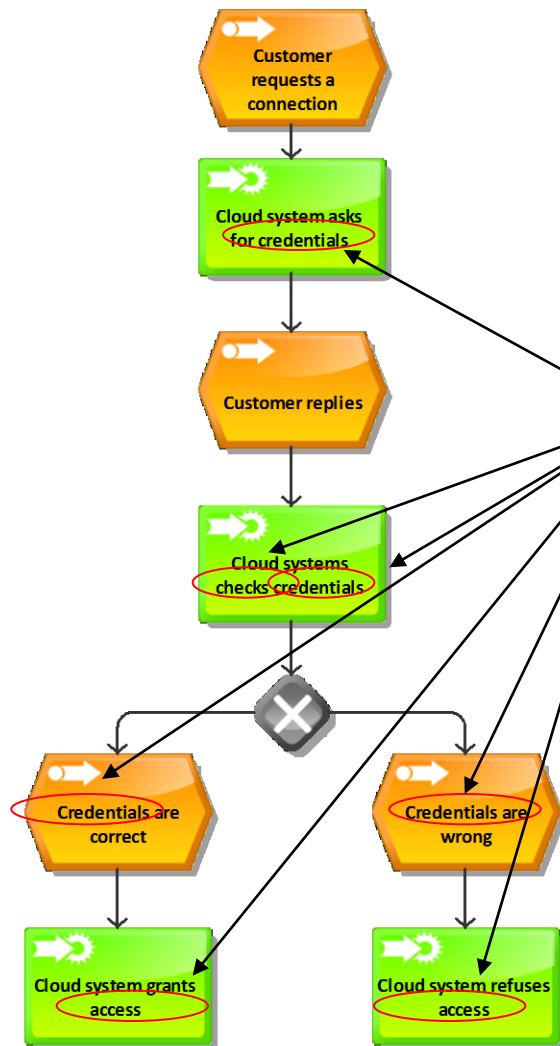 Customer
requests a
connection
Cloud system asks
for credentials
Customer replies
Cloud systems
checks credentials
Credentials are
correct
Credentials are
wrong
Cloud system grants
access
Cloud system refuses
access